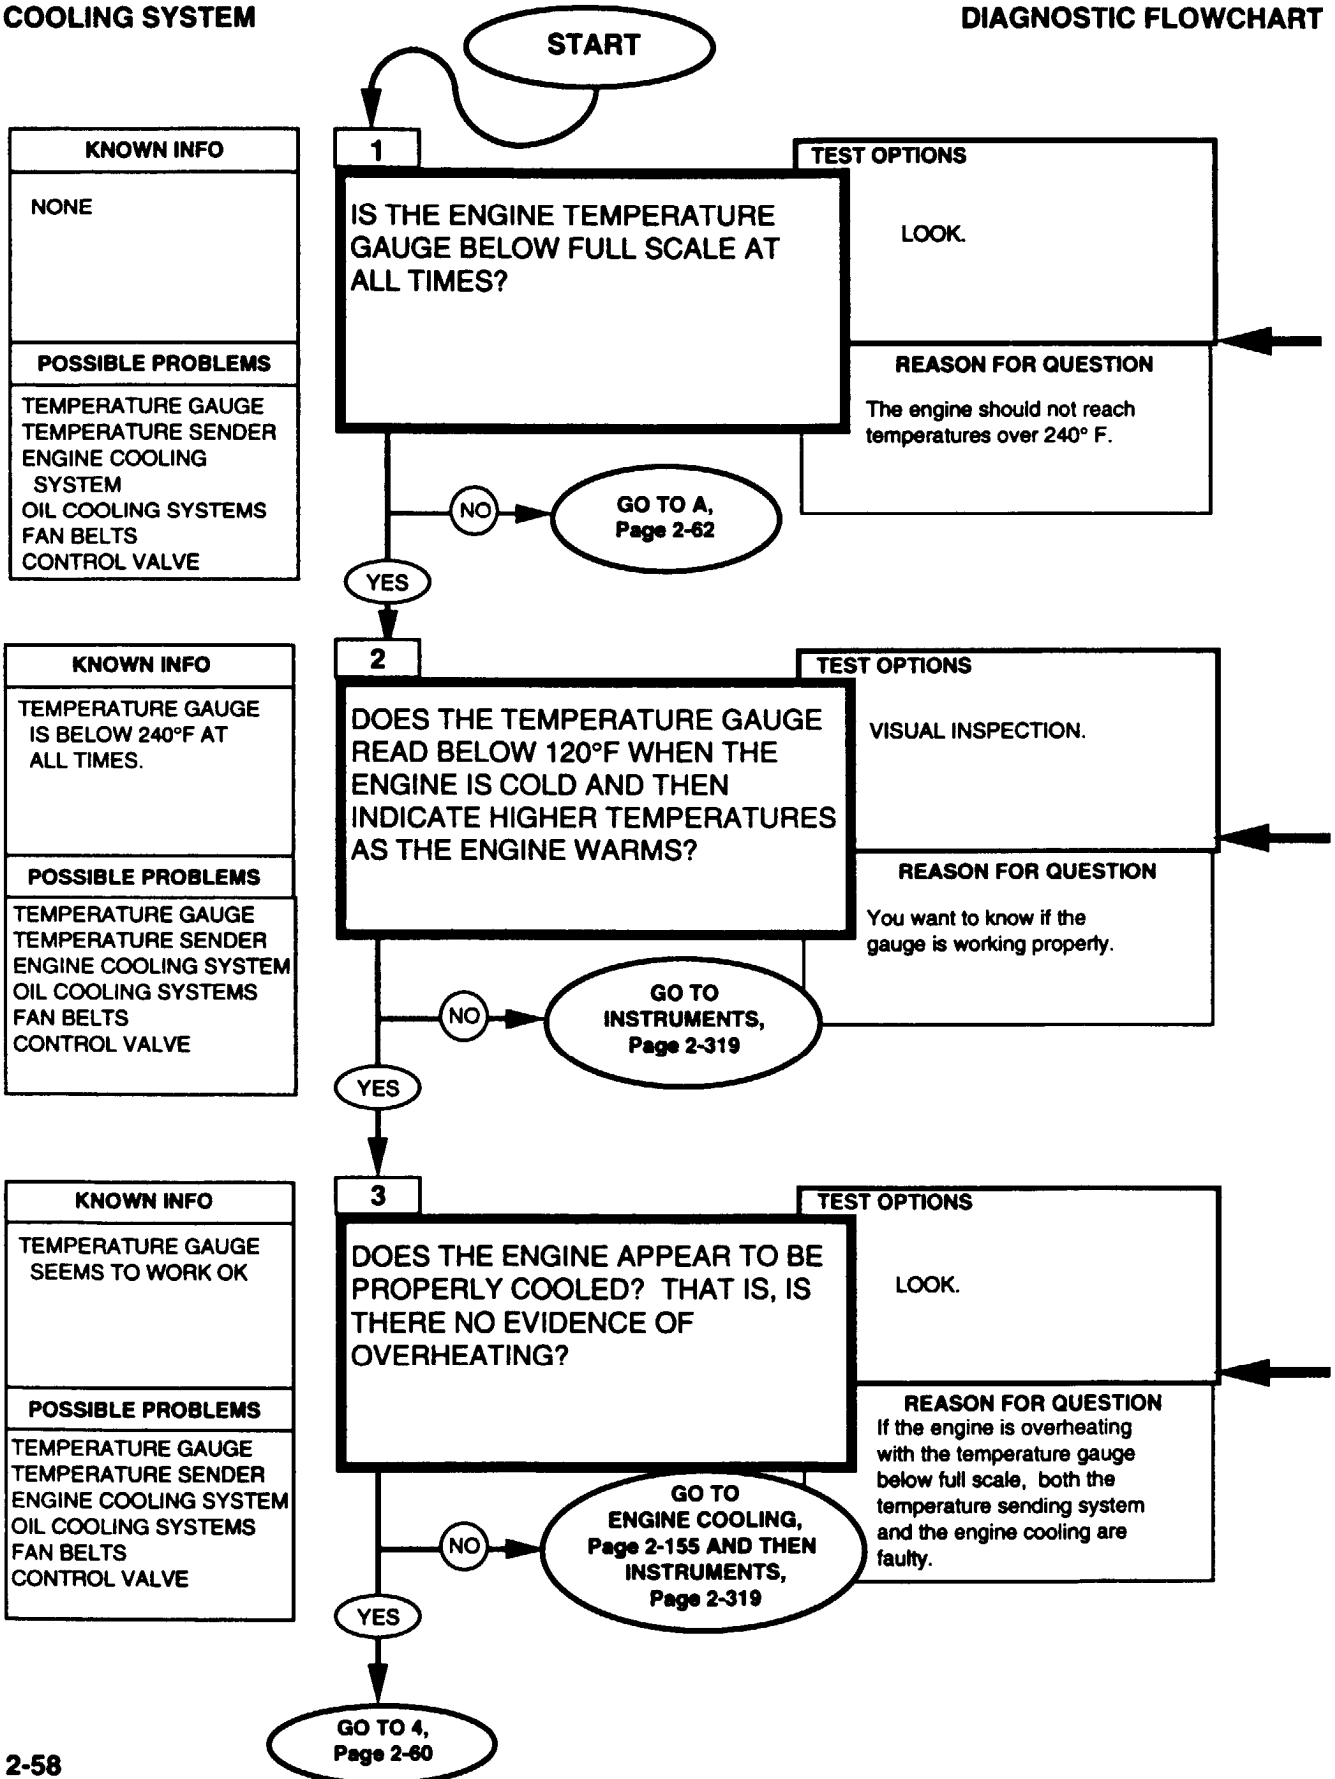 COOLING SYSTEM
DIAGNOSTIC FLOWCHART
START
KNOWN INFO
NONE
POSSIBLE PROBLEMS
TEMPERATURE GAUGE
TEMPERATURE SENDER
ENGINE COOLING
SYSTEM
OIL COOLING SYSTEMS
FAN BELTS
CONTROL VALVE
1
IS THE ENGINE TEMPERATURE
GAUGE BELOW FULL SCALE AT
ALL TIMES?
TEST OPTIONS
LOOK.
REASON FOR QUESTION
The engine should not reach
temperatures over 240° F.
NO
GO TO A,
Page 2-62
YES
KNOWN INFO
TEMPERATURE GAUGE
IS BELOW 240°F AT
ALL TIMES.
POSSIBLE PROBLEMS
TEMPERATURE GAUGE
TEMPERATURE SENDER
ENGINE COOLING SYSTEM
OIL COOLING SYSTEMS
FAN BELTS
CONTROL VALVE
2
DOES THE TEMPERATURE GAUGE
READ BELOW 120°F WHEN THE
ENGINE IS COLD AND THEN
INDICATE HIGHER TEMPERATURES
AS THE ENGINE WARMS?
TEST OPTIONS
VISUAL INSPECTION.
REASON FOR QUESTION
You want to know if the
gauge is working properly.
NO
GO TO
INSTRUMENTS,
Page 2-319
YES
KNOWN INFO
TEMPERATURE GAUGE
SEEMS TO WORK OK
POSSIBLE PROBLEMS
TEMPERATURE GAUGE
TEMPERATURE SENDER
ENGINE COOLING SYSTEM
OIL COOLING SYSTEMS
FAN BELTS
CONTROL VALVE
3
DOES THE ENGINE APPEAR TO BE
PROPERLY COOLED? THAT IS, IS
THERE NO EVIDENCE OF
OVERHEATING?
TEST OPTIONS
LOOK.
REASON FOR QUESTION
If the engine is overheating
with the temperature gauge
below full scale, both the
temperature sending system
and the engine cooling are
faulty.
NO
GO TO
ENGINE COOLING,
Page 2-155 AND THEN
INSTRUMENTS,
Page 2-319
YES
GO TO 4,
Page 2-60
2-58